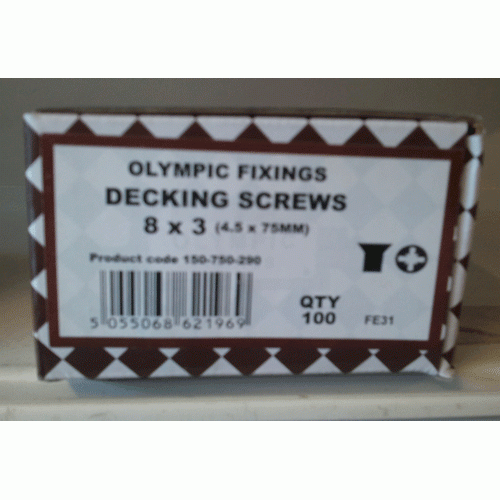 OLYMPIC FIXINGS
DECKING SCREWS
8 x 3 (4.5 x 75MM)
Product code 150-750-290
5 055068 621969
QTY
100
FE31